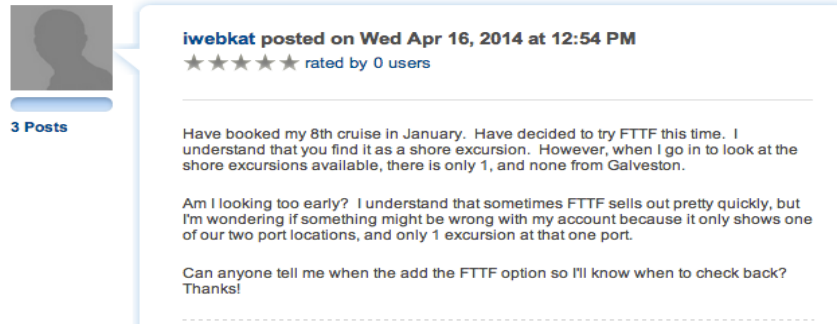 iwebkat posted on Wed Apr 16, 2014 at 12:54 PM
rated by 0 users
3 Posts
Have booked my 8th cruise in January.  Have decided to try FTTF this time.  I
understand that you find it as a shore excursion.  However, when I go in to look at the
shore excursions available, there is only 1, and none from Galveston.
Am I looking too early?  I understand that sometimes FTTF sells out pretty quickly, but
I'm wondering if something might be wrong with my account because it only shows one
of our two port locations, and only 1 excursion at that one port.
Can anyone tell me when the add the FTTF option so I'll know when to check back?
Thanks!